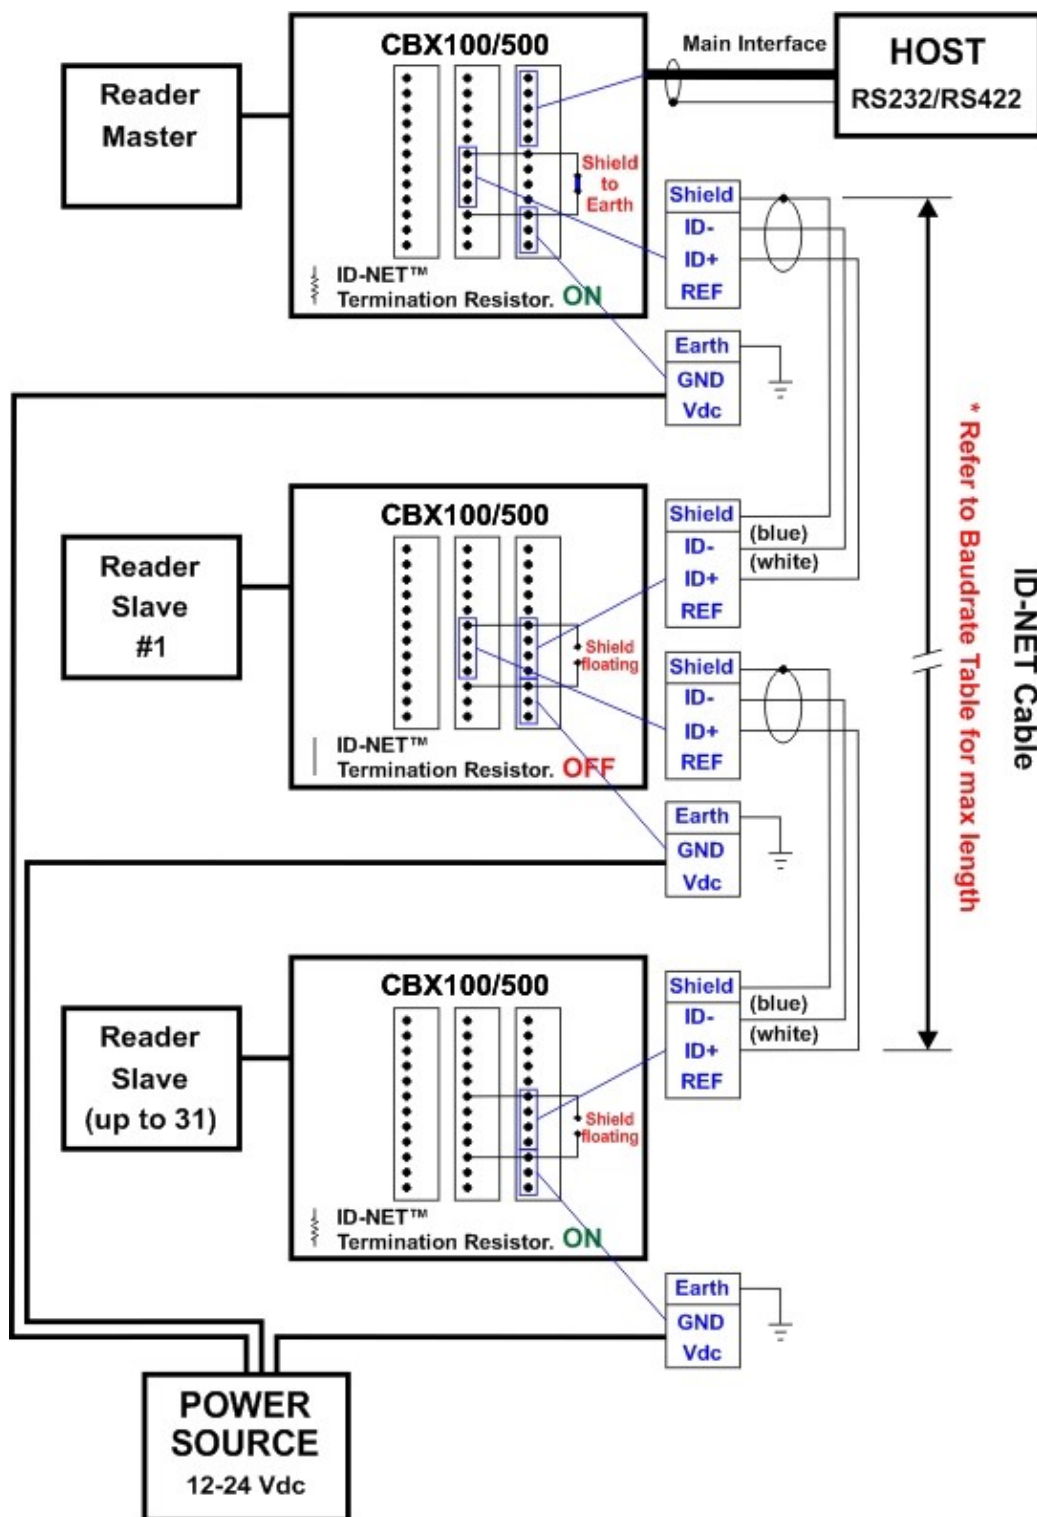 CBX100/500
Main Interface
HOST
RS232/RS422
Reader
Master
Shield
to
Earth
ID-NET™
Termination Resistor. ON
Shield
ID-
ID+
REF
Earth
GND
Vdc
CBX100/500
Reader
Slave
#1
Shield
floating
ID-NET™
Termination Resistor. OFF
Shield
ID-
ID+
REF
(blue)
(white)
Shield
ID-
ID+
REF
Earth
GND
Vdc
* Refer to Baudrate Table for max length
ID-NET Cable
CBX100/500
Reader
Slave
(up to 31)
Shield
floating
ID-NET™
Termination Resistor. ON
Shield
ID-
ID+
REF
(blue)
(white)
Earth
GND
Vdc
POWER
SOURCE
12-24 Vdc